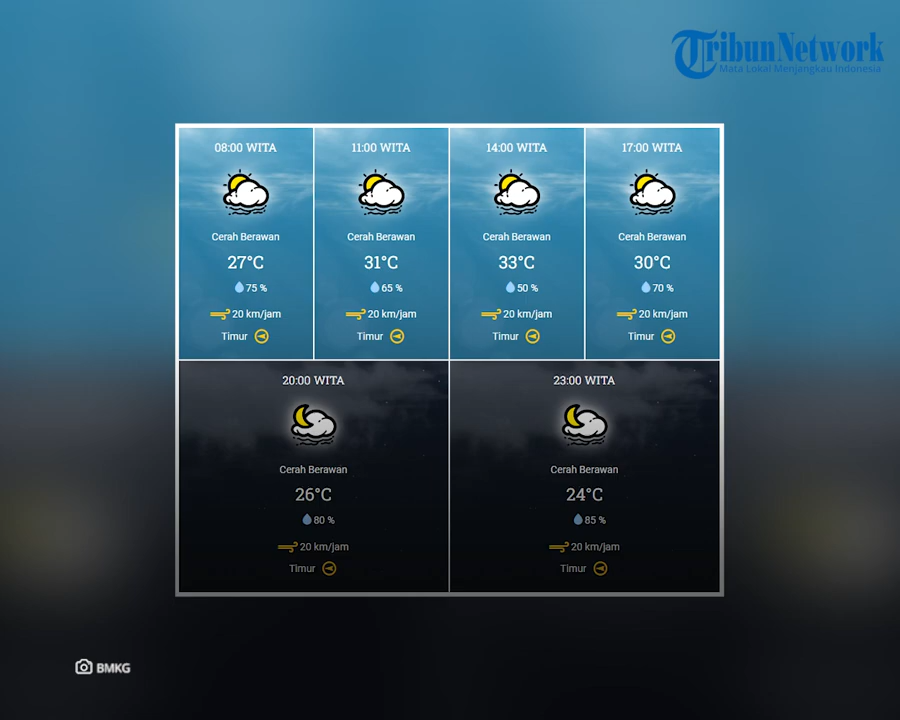 TribunNetwork
Mata Lokal Menjangkau Indonesia
08:00 WITA
Cerah Berawan
27°C
75 %
20 km/jam
Timur
11:00 WITA
Cerah Berawan
31°C
65 %
20 km/jam
Timur
14:00 WITA
Cerah Berawan
33°C
50 %
20 km/jam
Timur
17:00 WITA
Cerah Berawan
30°C
70 %
20 km/jam
Timur
20:00 WITA
Cerah Berawan
26°C
80 %
20 km/jam
Timur
23:00 WITA
Cerah Berawan
24°C
85 %
20 km/jam
Timur
BMKG